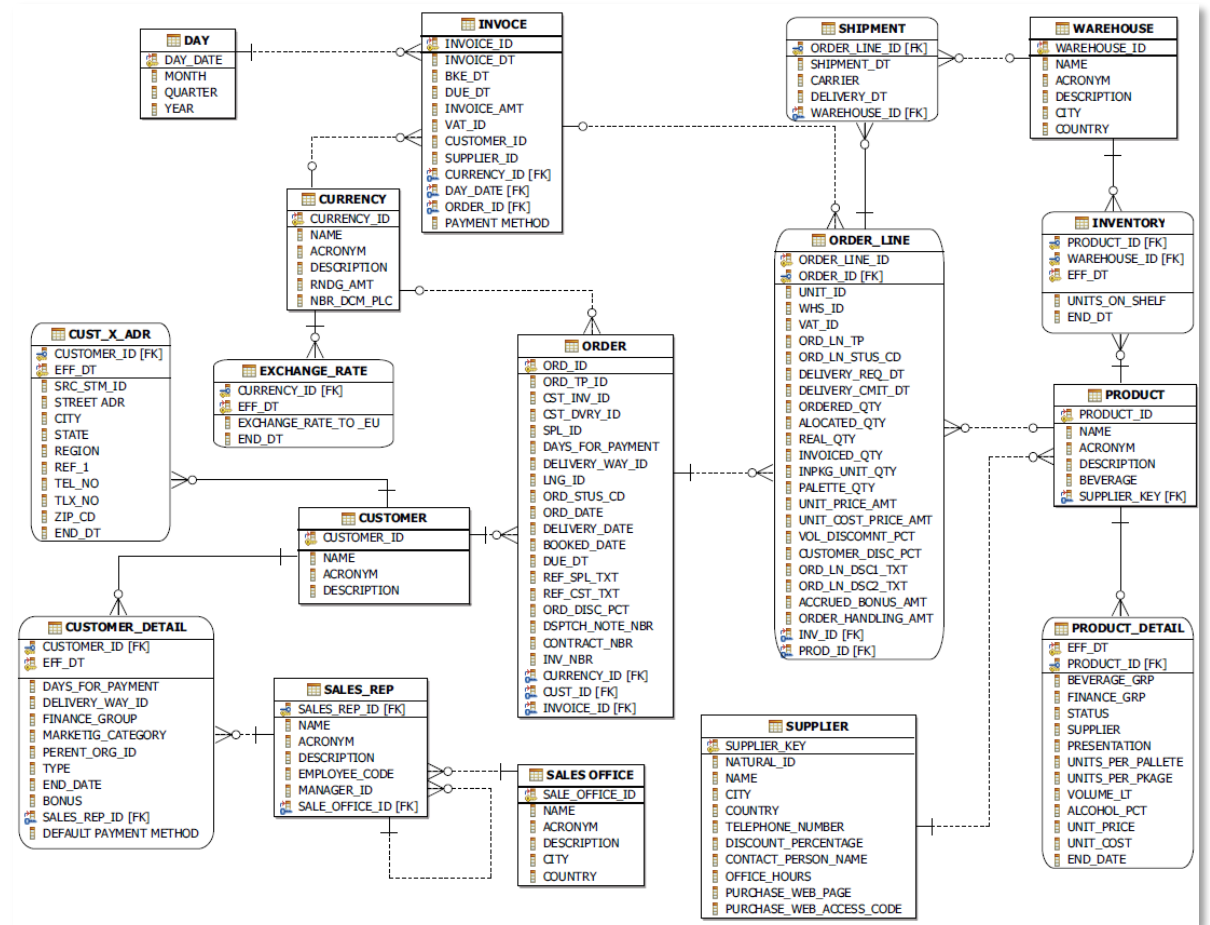 DAY
DAY_DATE
MONTH
QUARTER
YEAR
INVOCE
INVOICE_ID
INVOICE_DT
BKE_DT
DUE_DT
INVOICE_AMT
VAT_ID
CUSTOMER_ID
SUPPLIER_ID
CURRENCY_ID [FK]
DAY_DATE [FK]
ORDER_ID [FK]
PAYMENT METHOD
SHIPMENT
ORDER_LINE_ID [FK]
SHIPMENT_DT
CARRIER
DELIVERY_DT
WAREHOUSE_ID [FK]
WAREHOUSE
WAREHOUSE_ID
NAME
ACRONYM
DESCRIPTION
CITY
COUNTRY
CURRENCY
CURRENCY_ID
NAME
ACRONYM
DESCRIPTION
RNDG_AMT
NBR_DCM_PLC
ORDER_LINE
ORDER_LINE_ID
ORDER_ID [FK]
UNIT_ID
WHS_ID
VAT_ID
ORD_LN_TP
ORD_LN_STUS_CD
DELIVERY_REQ_DT
DELIVERY_CMIT_DT
ORDERED_QTY
ALOCATED_QTY
REAL_QTY
INVOICED_QTY
INPKG_UNIT_QTY
PALETTE_QTY
UNIT_PRICE_AMT
UNIT_COST_PRICE_AMT
VOL_DISCOMNT_PCT
CUSTOMER_DISC_PCT
ORD_LN_DSC1_TXT
ORD_LN_DSC2_TXT
ACCRUED_BONUS_AMT
ORDER_HANDLING_AMT
INV_ID [FK]
PROD_ID [FK]
INVENTORY
PRODUCT_ID [FK]
WAREHOUSE_ID [FK]
EFF_DT
UNITS_ON_SHELF
END_DT
CUST_X_ADR
CUSTOMER_ID [FK]
EFF_DT
SRC_STM_ID
STREET ADR
CITY
STATE
REGION
REF_1
TEL_NO
TLX_NO
ZIP_CD
END_DT
EXCHANGE_RATE
CURRENCY_ID [FK]
EFF_DT
EXCHANGE_RATE_TO _EU
END_DT
ORDER
ORD_ID
ORD_TP_ID
CST_INV_ID
CST_DVRY_ID
SPL_ID
DAYS_FOR_PAYMENT
DELIVERY_WAY_ID
LNG_ID
ORD_STUS_CD
ORD_DATE
DELIVERY_DATE
BOOKED_DATE
DUE_DT
REF_SPL_TXT
REF_CST_TXT
ORD_DISC_PCT
DSPTCH_NOTE_NBR
CONTRACT_NBR
INV_NBR
CURRENCY_ID [FK]
CUST_ID [FK]
INVOICE_ID [FK]
PRODUCT
PRODUCT_ID
NAME
ACRONYM
DESCRIPTION
BEVERAGE
SUPPLIER_KEY [FK]
CUSTOMER
CUSTOMER_ID
NAME
ACRONYM
DESCRIPTION
CUSTOMER_DETAIL
CUSTOMER_ID [FK]
EFF_DT
DAYS_FOR_PAYMENT
DELIVERY_WAY_ID
FINANCE_GROUP
MARKETIG_CATEGORY
PERENT_ORG_ID
TYPE
END_DATE
BONUS
SALES_REP_ID [FK]
DEFAULT PAYMENT METHOD
SALES_REP
SALES_REP_ID [FK]
NAME
ACRONYM
DESCRIPTION
EMPLOYEE_CODE
MANAGER_ID
SALE_OFFICE_ID [FK]
SALES OFFICE
SALE_OFFICE_ID
NAME
ACRONYM
DESCRIPTION
CITY
COUNTRY
SUPPLIER
SUPPLIER_KEY
NATURAL_ID
NAME
CITY
COUNTRY
TELEPHONE_NUMBER
DISCOUNT_PERCENTAGE
CONTACT_PERSON_NAME
OFFICE_HOURS
PURCHASE_WEB_PAGE
PURCHASE_WEB_ACCESS_CODE
PRODUCT_DETAIL
EFF_DT
PRODUCT_ID [FK]
BEVERAGE_GRP
FINANCE_GRP
STATUS
SUPPLIER
PRESENTATION
UNITS_PER_PALLETE
UNITS_PER_PKAGE
VOLUME_LT
ALCOHOL_PCT
UNIT_PRICE
UNIT_COST
END_DATE